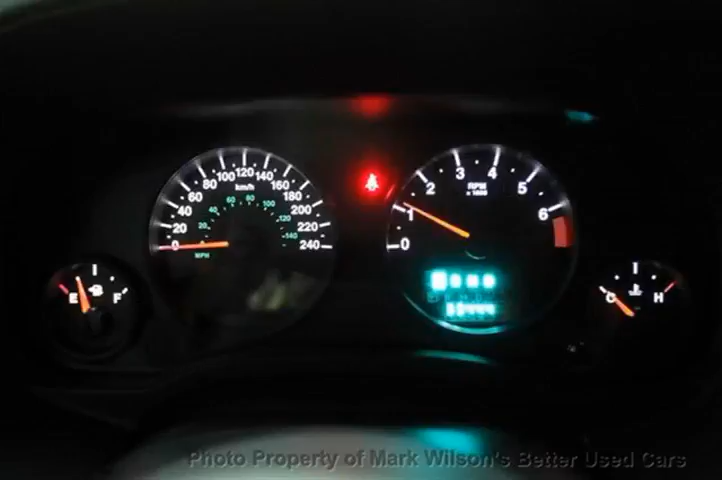 80 100 120 140 160
60 km/h 180
40 60 80 100 200
20 40 120 220
0 20 140 240
MPH
0 1 2 3 4 5 6
RPM
x 1000
E F
C H
Photo Property of Mark Wilson's Better Used Cars